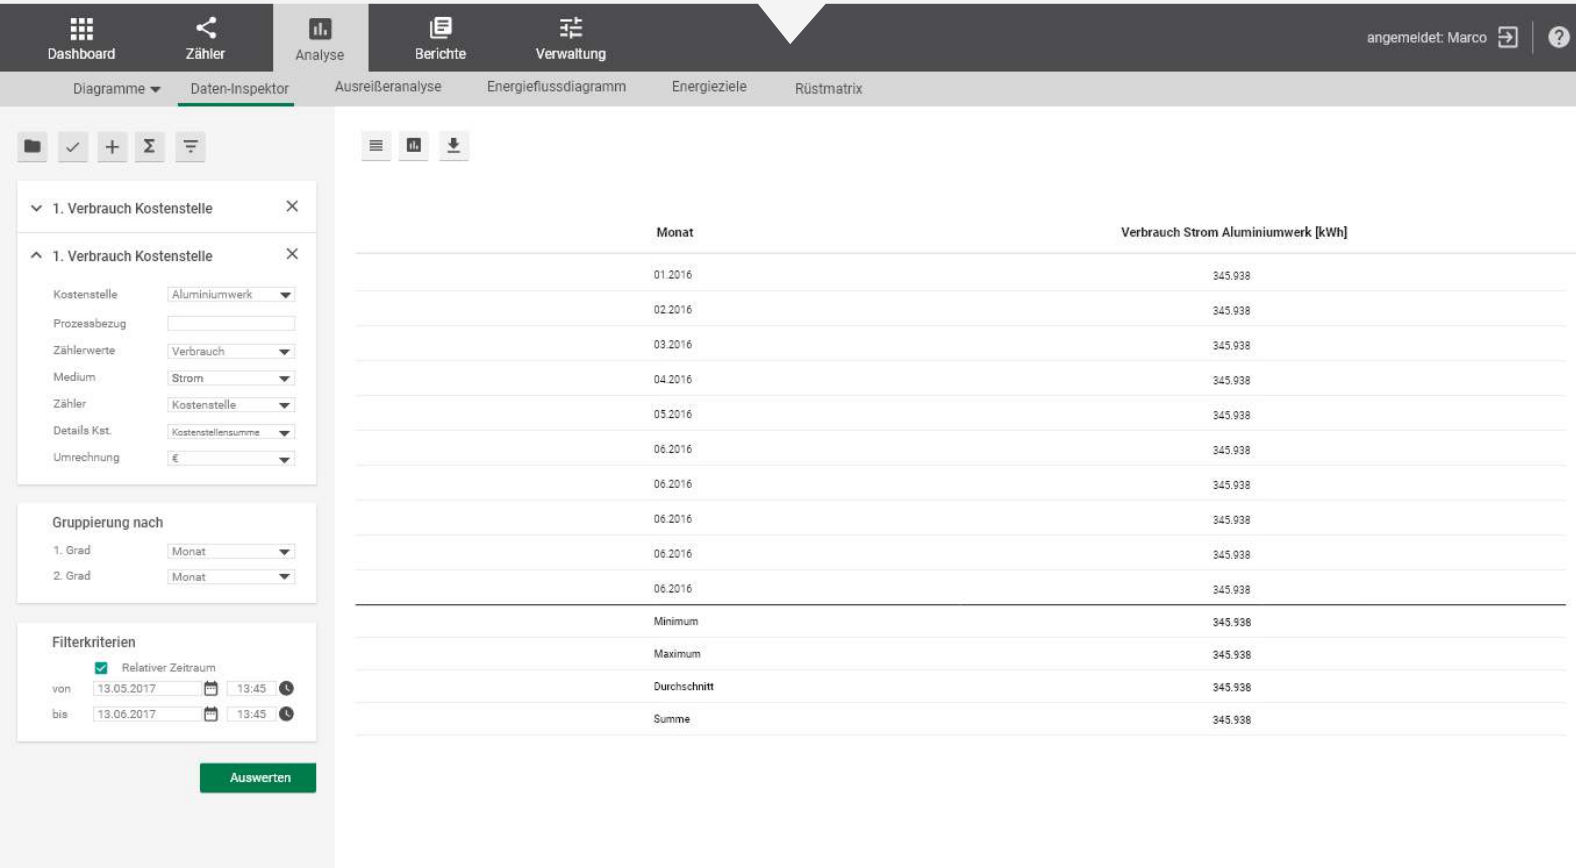 Dashboard
Zähler
Analyse
Berichte
Verwaltung
angemeldet: Marco
?
Diagramme
Daten-Inspektor
Ausreißeranalyse
Energieflussdiagramm
Energieziele
Rüstmatrix
Σ
1. Verbrauch Kostenstelle
1. Verbrauch Kostenstelle
Kostenstelle Aluminiumwerk
Prozessbezug
Zählerwerte Verbrauch
Medium Strom
Zähler Kostenstelle
Details Kst. Kostenstellensumme
Umrechnung €
Gruppierung nach
1. Grad Monat
2. Grad Monat
Filterkriterien
Relativer Zeitraum
von 13.05.2017 13:45
bis 13.06.2017 13:45
Auswerten
Monat Verbrauch Strom Aluminiumwerk [kWh]
01.2016 345.938
02.2016 345.938
03.2016 345.938
04.2016 345.938
05.2016 345.938
06.2016 345.938
06.2016 345.938
06.2016 345.938
06.2016 345.938
06.2016 345.938
Minimum 345.938
Maximum 345.938
Durchschnitt 345.938
Summe 345.938